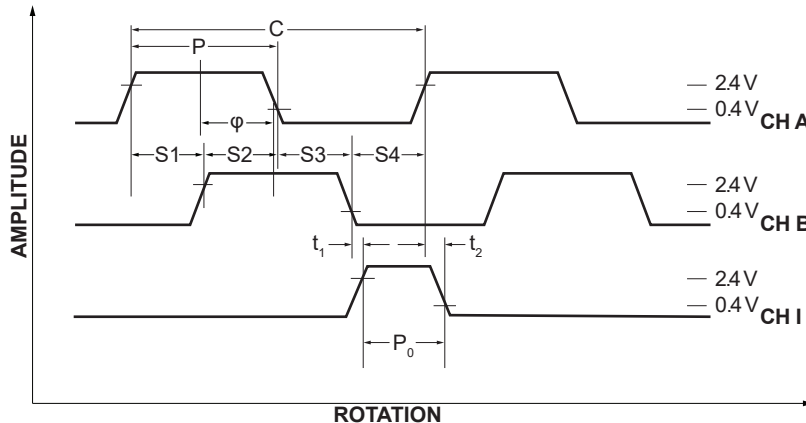 C
P
2.4 V
0.4 V
CH A
φ
S1 S2 S3 S4
2.4 V
0.4 V
CH B
t1 t2
2.4 V
0.4 V
CH I
P0
AMPLITUDE
ROTATION